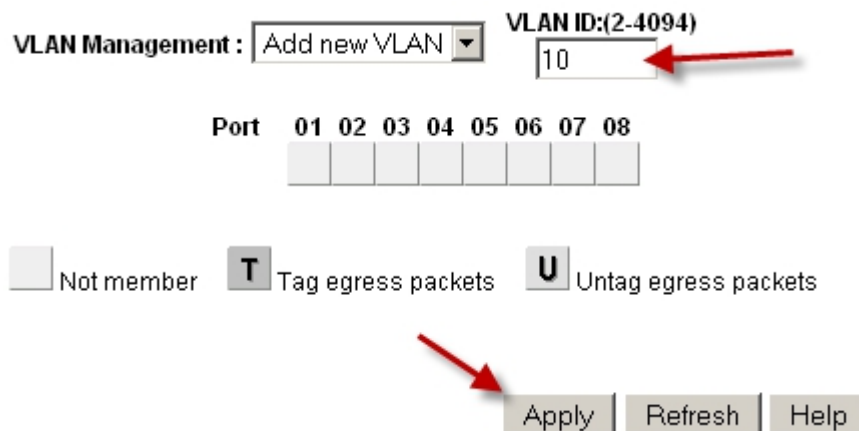 VLAN Management : Add new VLAN VLAN ID:(2-4094)
10
Port 01 02 03 04 05 06 07 08
Not member T Tag egress packets U Untag egress packets
Apply Refresh Help